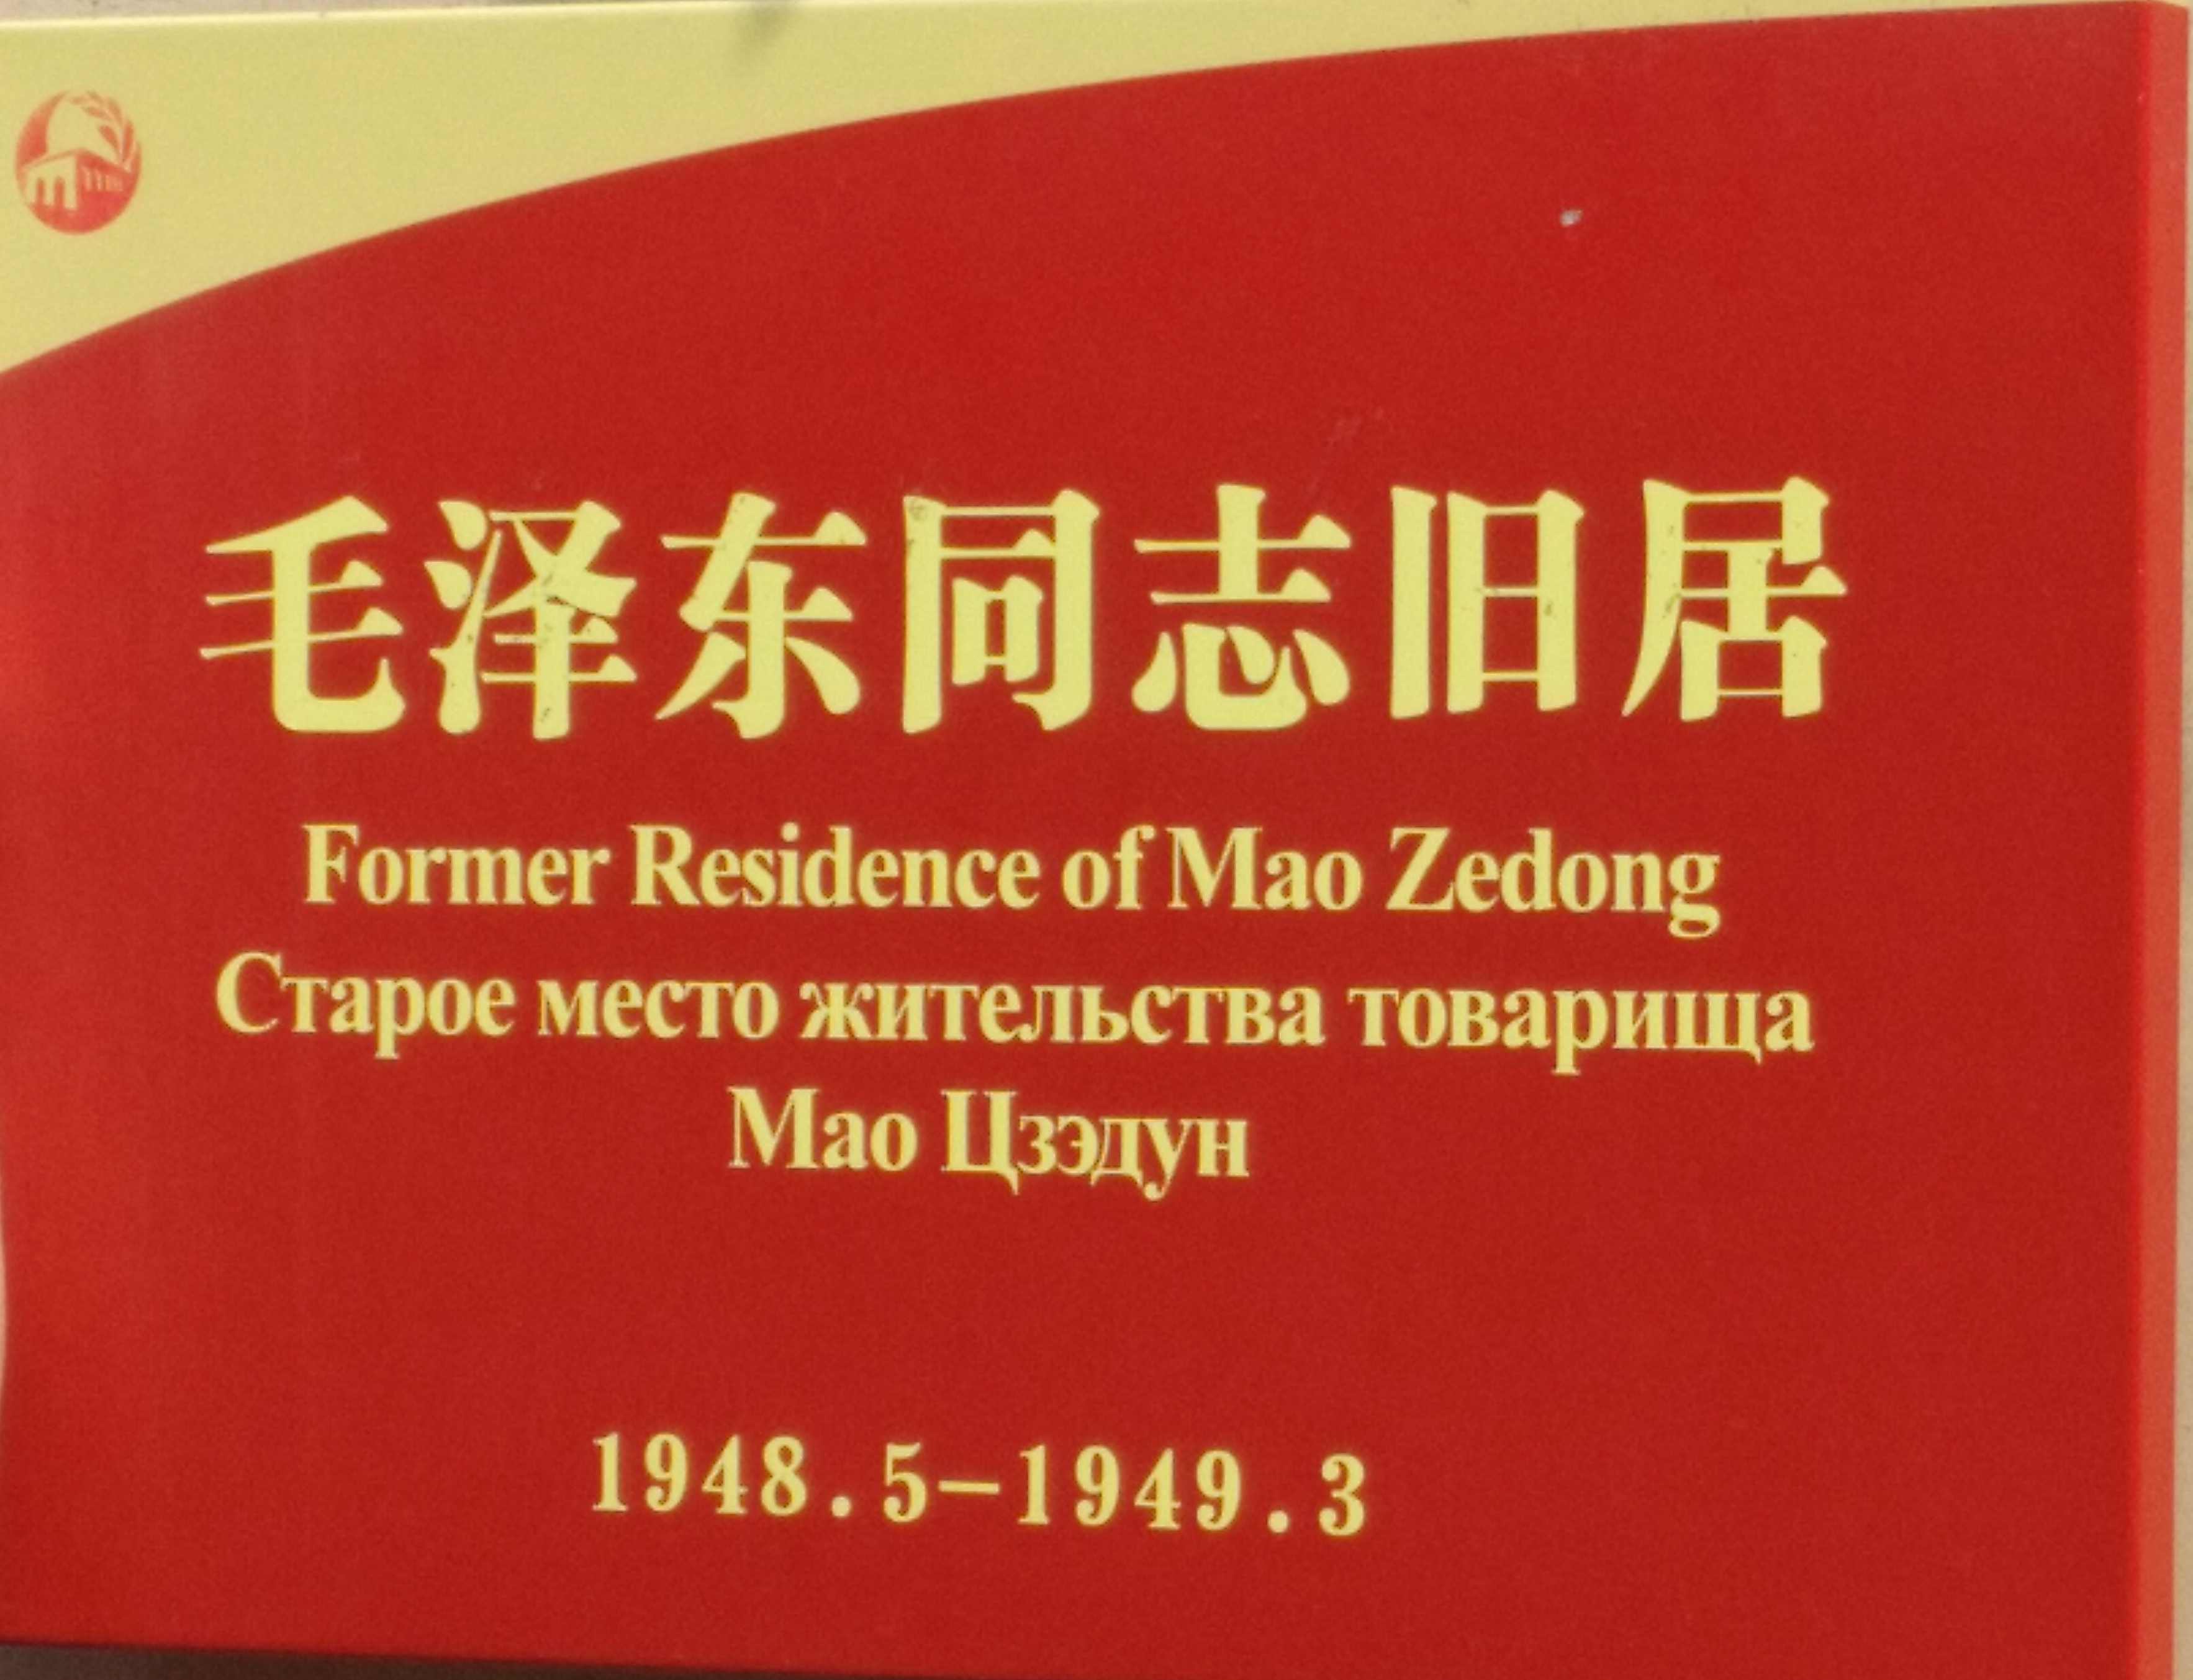 毛泽东同志旧居
Former Residence of Mao Zedong
Старое место жительства товарища
Мао Цзэдун
1948.5—1949.3